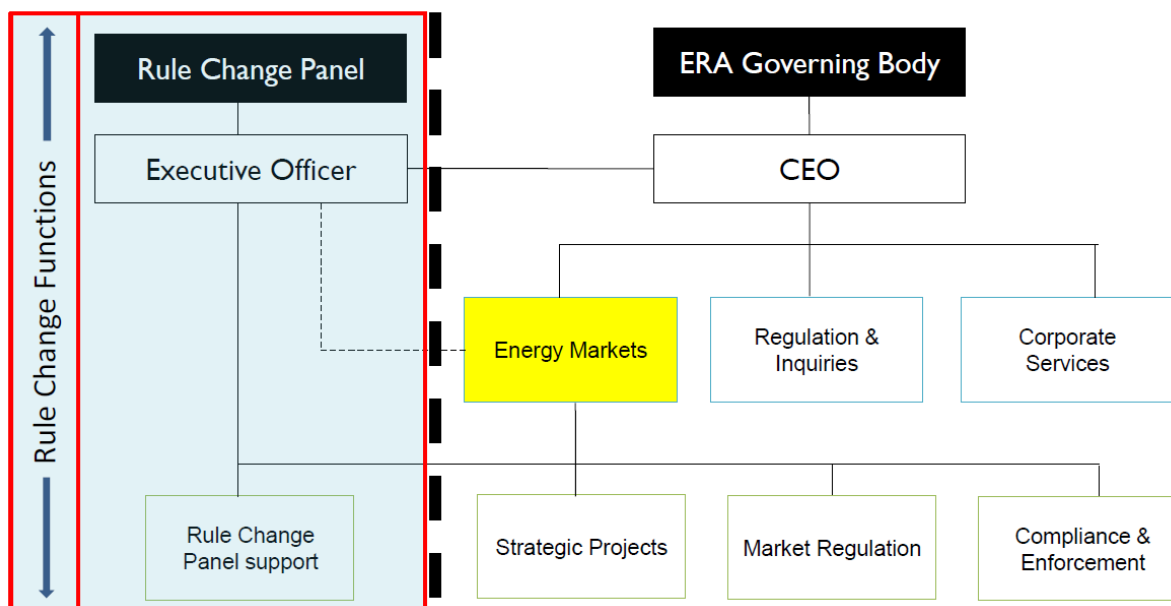 Rule Change Functions
Rule Change Panel
ERA Governing Body
Executive Officer
CEO
Energy Markets
Regulation &
Inquiries
Corporate
Services
Rule Change
Panel support
Strategic Projects
Market Regulation
Compliance &
Enforcement